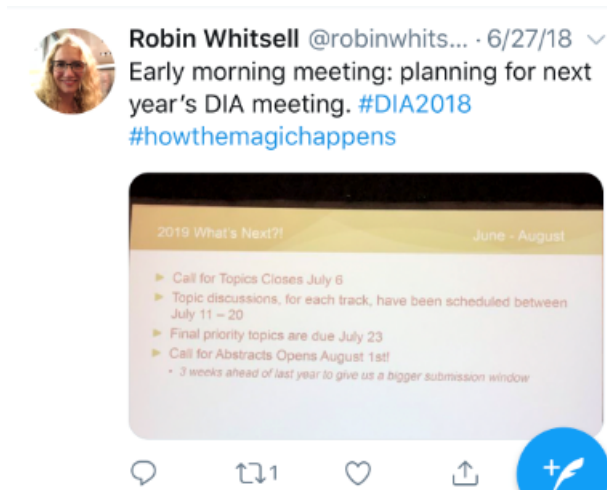 Robin Whitsell @robinwhits... · 6/27/18
Early morning meeting: planning for next
year's DIA meeting. #DIA2018
#howthemagichappens
2019 What's Next?! June - August
Call for Topics Closes July 6
Topic discussions, for each track, have been scheduled between
July 11 – 20
Final priority topics are due July 23
Call for Abstracts Opens August 1st!
• 3 weeks ahead of last year to give us a bigger submission window
1